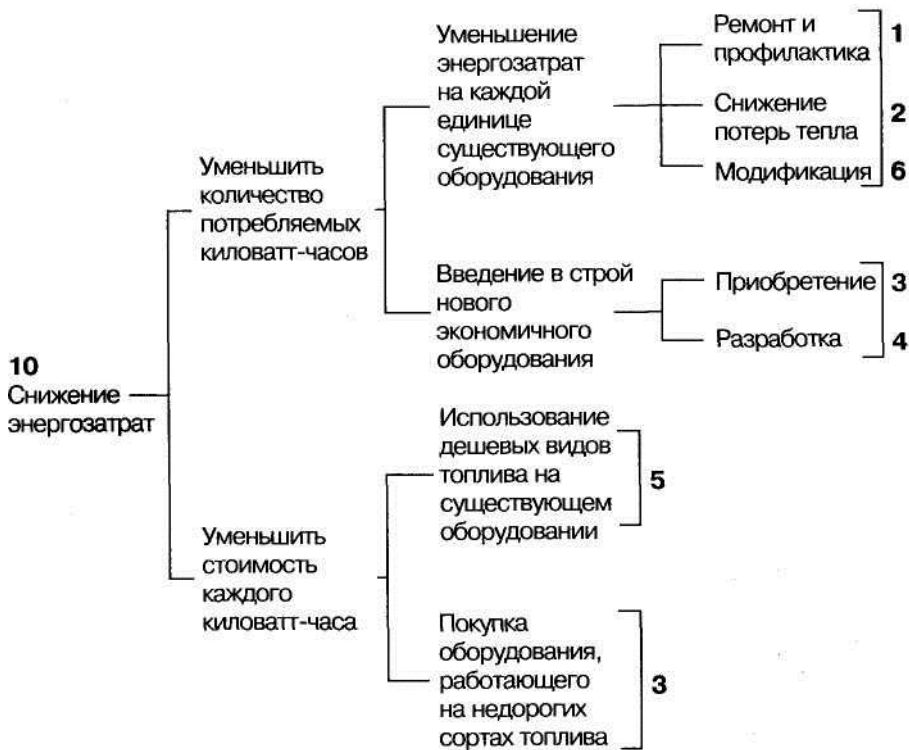 Уменьшение
энергозатрат
на каждой
единице
существующего
оборудования
Ремонт и
профилактика
1
Снижение
потерь тепла
2
Модификация
6
Уменьшить
количество
потребляемых
киловатт-часов
Введение в строй
нового
экономичного
оборудования
Приобретение
3
Разработка
4
10
Снижение
энергозатрат
Использование
дешевых видов
топлива на
существующем
оборудовании
5
Уменьшить
стоимость
каждого
киловатт-часа
Покупка
оборудования,
работающего
на недорогих
сортах топлива
3